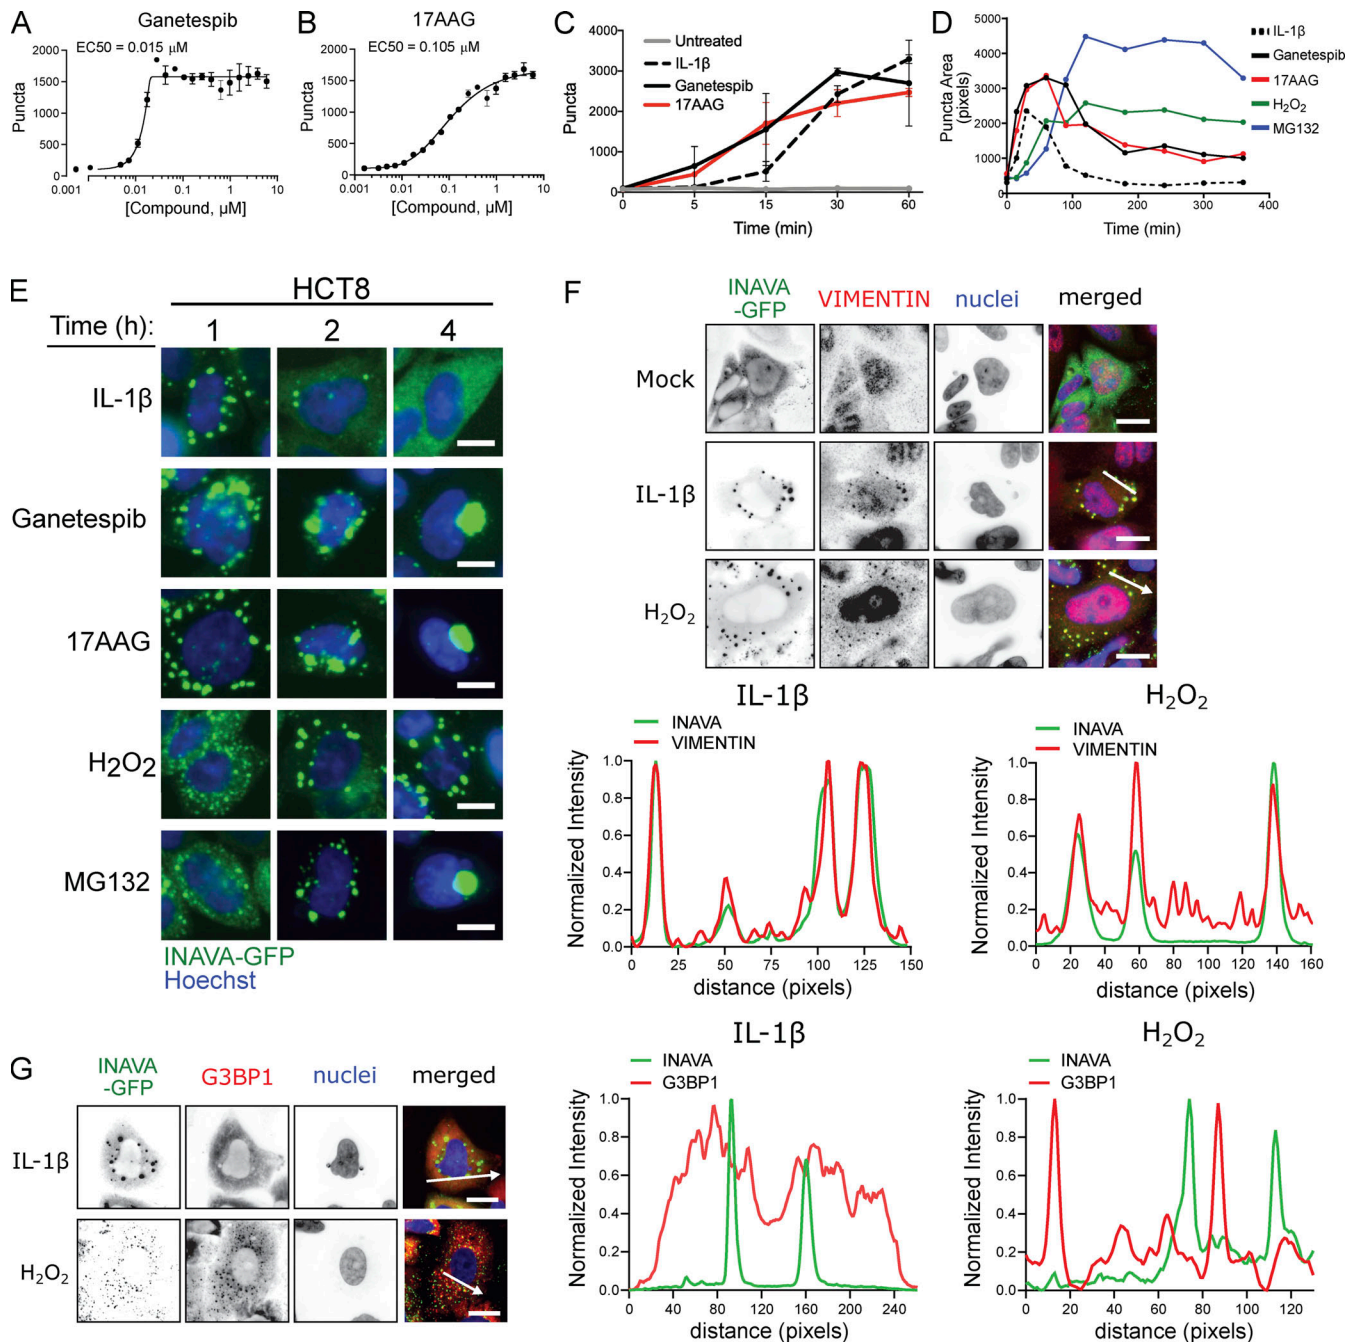 A
Ganetespib
EC50 = 0.015 μM
2000
1500
1000
500
0
Puncta
0.001
0.01
0.10
1
10
[Compound, μM]
B
17AAG
EC50 = 0.105 μM
2000
1500
1000
500
0
Puncta
0.001
0.01
0.1
1
10
[Compound, μM]
C
Untreated
IL-1β
Ganetespib
17AAG
4000
3000
2000
1000
0
Puncta
0
5
15
30
60
Time (min)
D
IL-1β
Ganetespib
17AAG
H2O2
MG132
5000
4000
3000
2000
1000
0
Puncta Area
(pixels)
0
100
200
300
400
Time (min)
E
HCT8
Time (h):
1
2
4
IL-1β
Ganetespib
17AAG
H2O2
MG132
INAVA-GFP
Hoechst
F
INAVA
-GFP
VIMENTIN
nuclei
merged
Mock
IL-1β
H2O2
IL-1β
INAVA
VIMENTIN
1.0
0.8
0.6
0.4
0.2
0.0
Normalized Intensity
0
25
50
75
100
125
150
distance (pixels)
H2O2
INAVA
VIMENTIN
1.0
0.8
0.6
0.4
0.2
0.0
Normalized Intensity
0
20
40
60
80
100
120
140
160
distance (pixels)
G
INAVA
-GFP
G3BP1
nuclei
merged
IL-1β
H2O2
IL-1β
INAVA
G3BP1
1.0
0.8
0.6
0.4
0.2
0.0
Normalized Intensity
0
40
80
120
160
200
240
distance (pixels)
H2O2
INAVA
G3BP1
1.0
0.8
0.6
0.4
0.2
0.0
Normalized Intensity
0
20
40
60
80
100
120
distance (pixels)